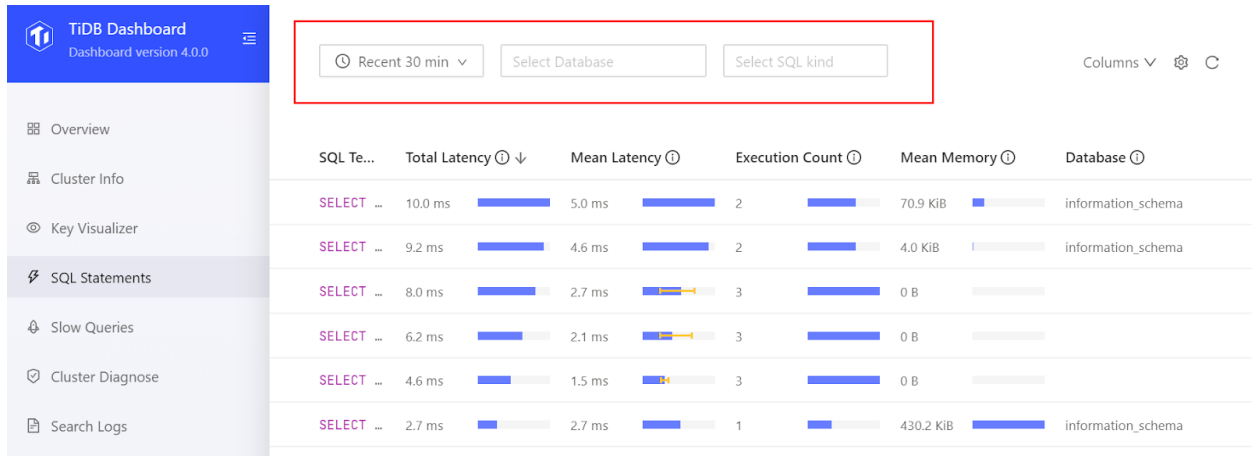 TiDB Dashboard
Dashboard version 4.0.0
Overview
Cluster Info
Key Visualizer
SQL Statements
Slow Queries
Cluster Diagnose
Search Logs
Recent 30 min Select Database Select SQL kind Columns
SQL Te... Total Latency Mean Latency Execution Count Mean Memory Database
SELECT … 10.0 ms 5.0 ms 2 70.9 KiB information_schema
SELECT … 9.2 ms 4.6 ms 2 4.0 KiB information_schema
SELECT … 8.0 ms 2.7 ms 3 0 B
SELECT … 6.2 ms 2.1 ms 3 0 B
SELECT … 4.6 ms 1.5 ms 3 0 B
SELECT … 2.7 ms 2.7 ms 1 430.2 KiB information_schema